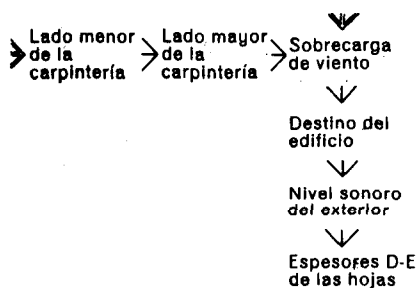 Lado menor
de la
carpintería
Lado mayor
de la
carpintería
Sobrecarga
de viento
Destino del
edificio
Nivel sonoro
del exterior
Espesores D-E
de las hojas